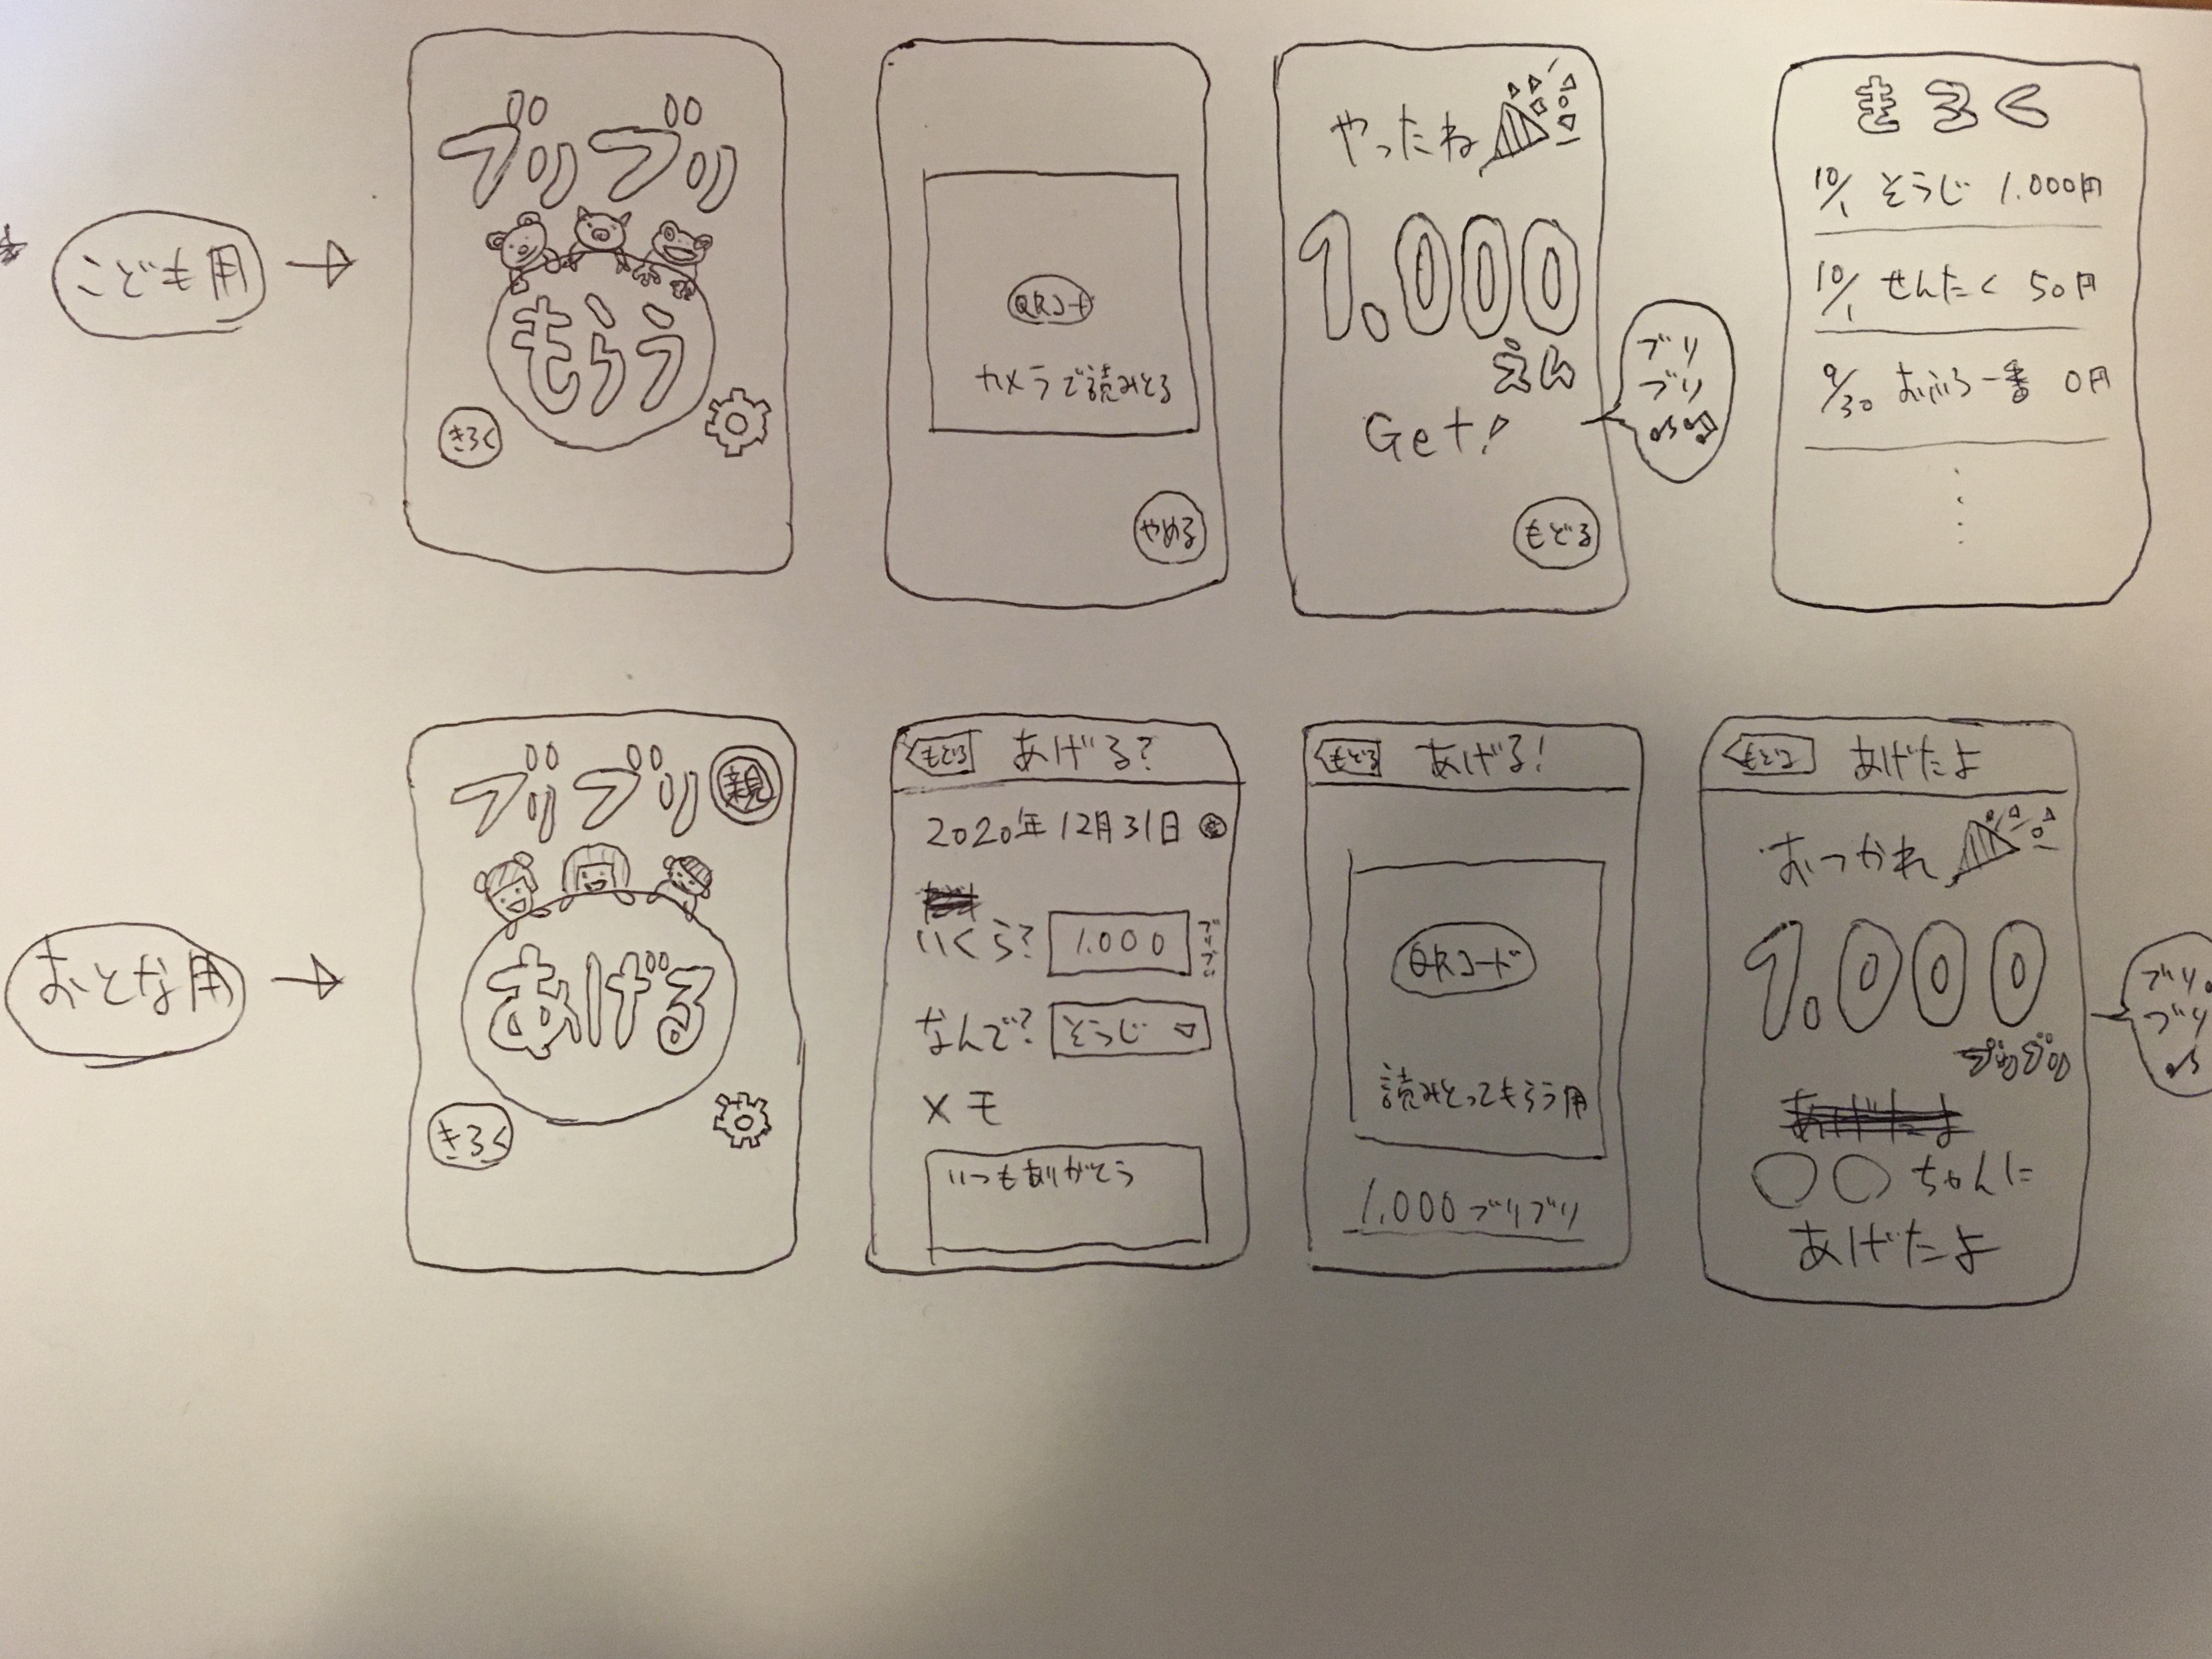 こども用
ブリブリ
もらう
きろく
QRコード
カメラで読みとる
やめる
やったね
1.000
えん
Get!
もどる
ブリ
ブリ
きろく
10/1 そうじ 1.000円
10/1 せんたく 50円
9/30 おふろ一番 0円
おとな用
ブリブリ
親
あげる
きろく
もどる あげる?
2020年12月31日
いくら? 1.000 ブリブリ
なんで? そうじ
メモ
いつもありがとう
もどる あげる!
QRコード
読みとってもらう用
1.000 ブリブリ
もどる あげたよ
おつかれ
1.000
ブリブリ
あげたよ
○○ちゃんに
あげたよ
ブリ
ブリ